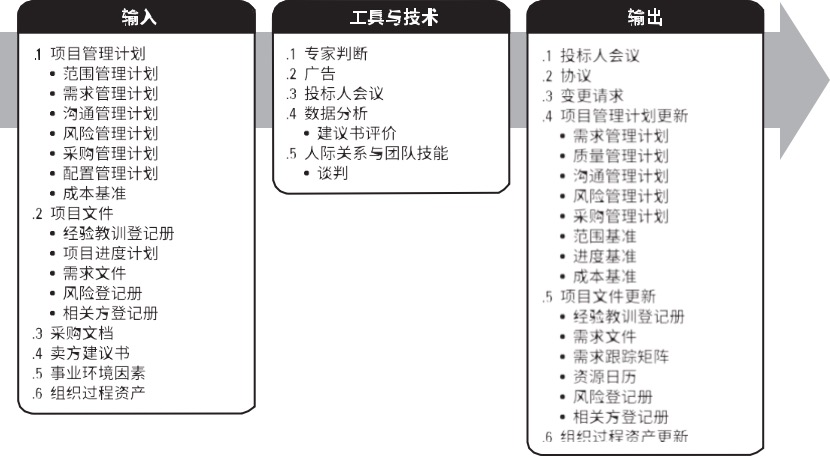 输入
.1 项目管理计划
• 范围管理计划
• 需求管理计划
• 沟通管理计划
• 风险管理计划
• 采购管理计划
• 配置管理计划
• 成本基准
.2 项目文件
• 经验教训登记册
• 项目进度计划
• 需求文件
• 风险登记册
• 相关方登记册
.3 采购文档
.4 卖方建议书
.5 事业环境因素
.6 组织过程资产
工具与技术
.1 专家判断
.2 广告
.3 投标人会议
.4 数据分析
• 建议书评价
.5 人际关系与团队技能
• 谈判
输出
.1 投标人会议
.2 协议
.3 变更请求
.4 项目管理计划更新
• 需求管理计划
• 质量管理计划
• 沟通管理计划
• 风险管理计划
• 采购管理计划
• 范围基准
• 进度基准
• 成本基准
.5 项目文件更新
• 经验教训登记册
• 需求文件
• 需求跟踪矩阵
• 资源日历
• 风险登记册
• 相关方登记册
.6 组织过程资产更新